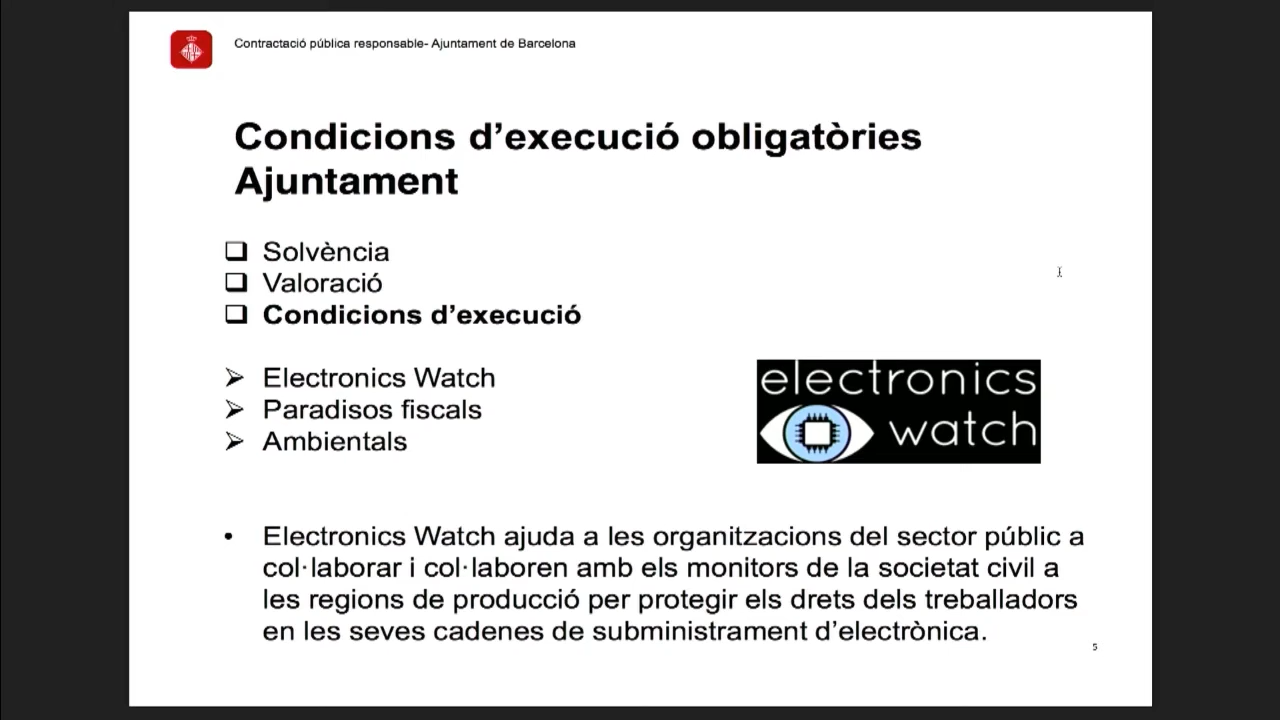 Contractació pública responsable- Ajuntament de Barcelona
Condicions d’execució obligatòries
Ajuntament
Solvència
Valoració
Condicions d’execució
Electronics Watch
Paradisos fiscals
Ambientals
electronics
watch
Electronics Watch ajuda a les organitzacions del sector públic a
col·laborar i col·laboren amb els monitors de la societat civil a
les regions de producció per protegir els drets dels treballadors
en les seves cadenes de subministrament d’electrònica.
5